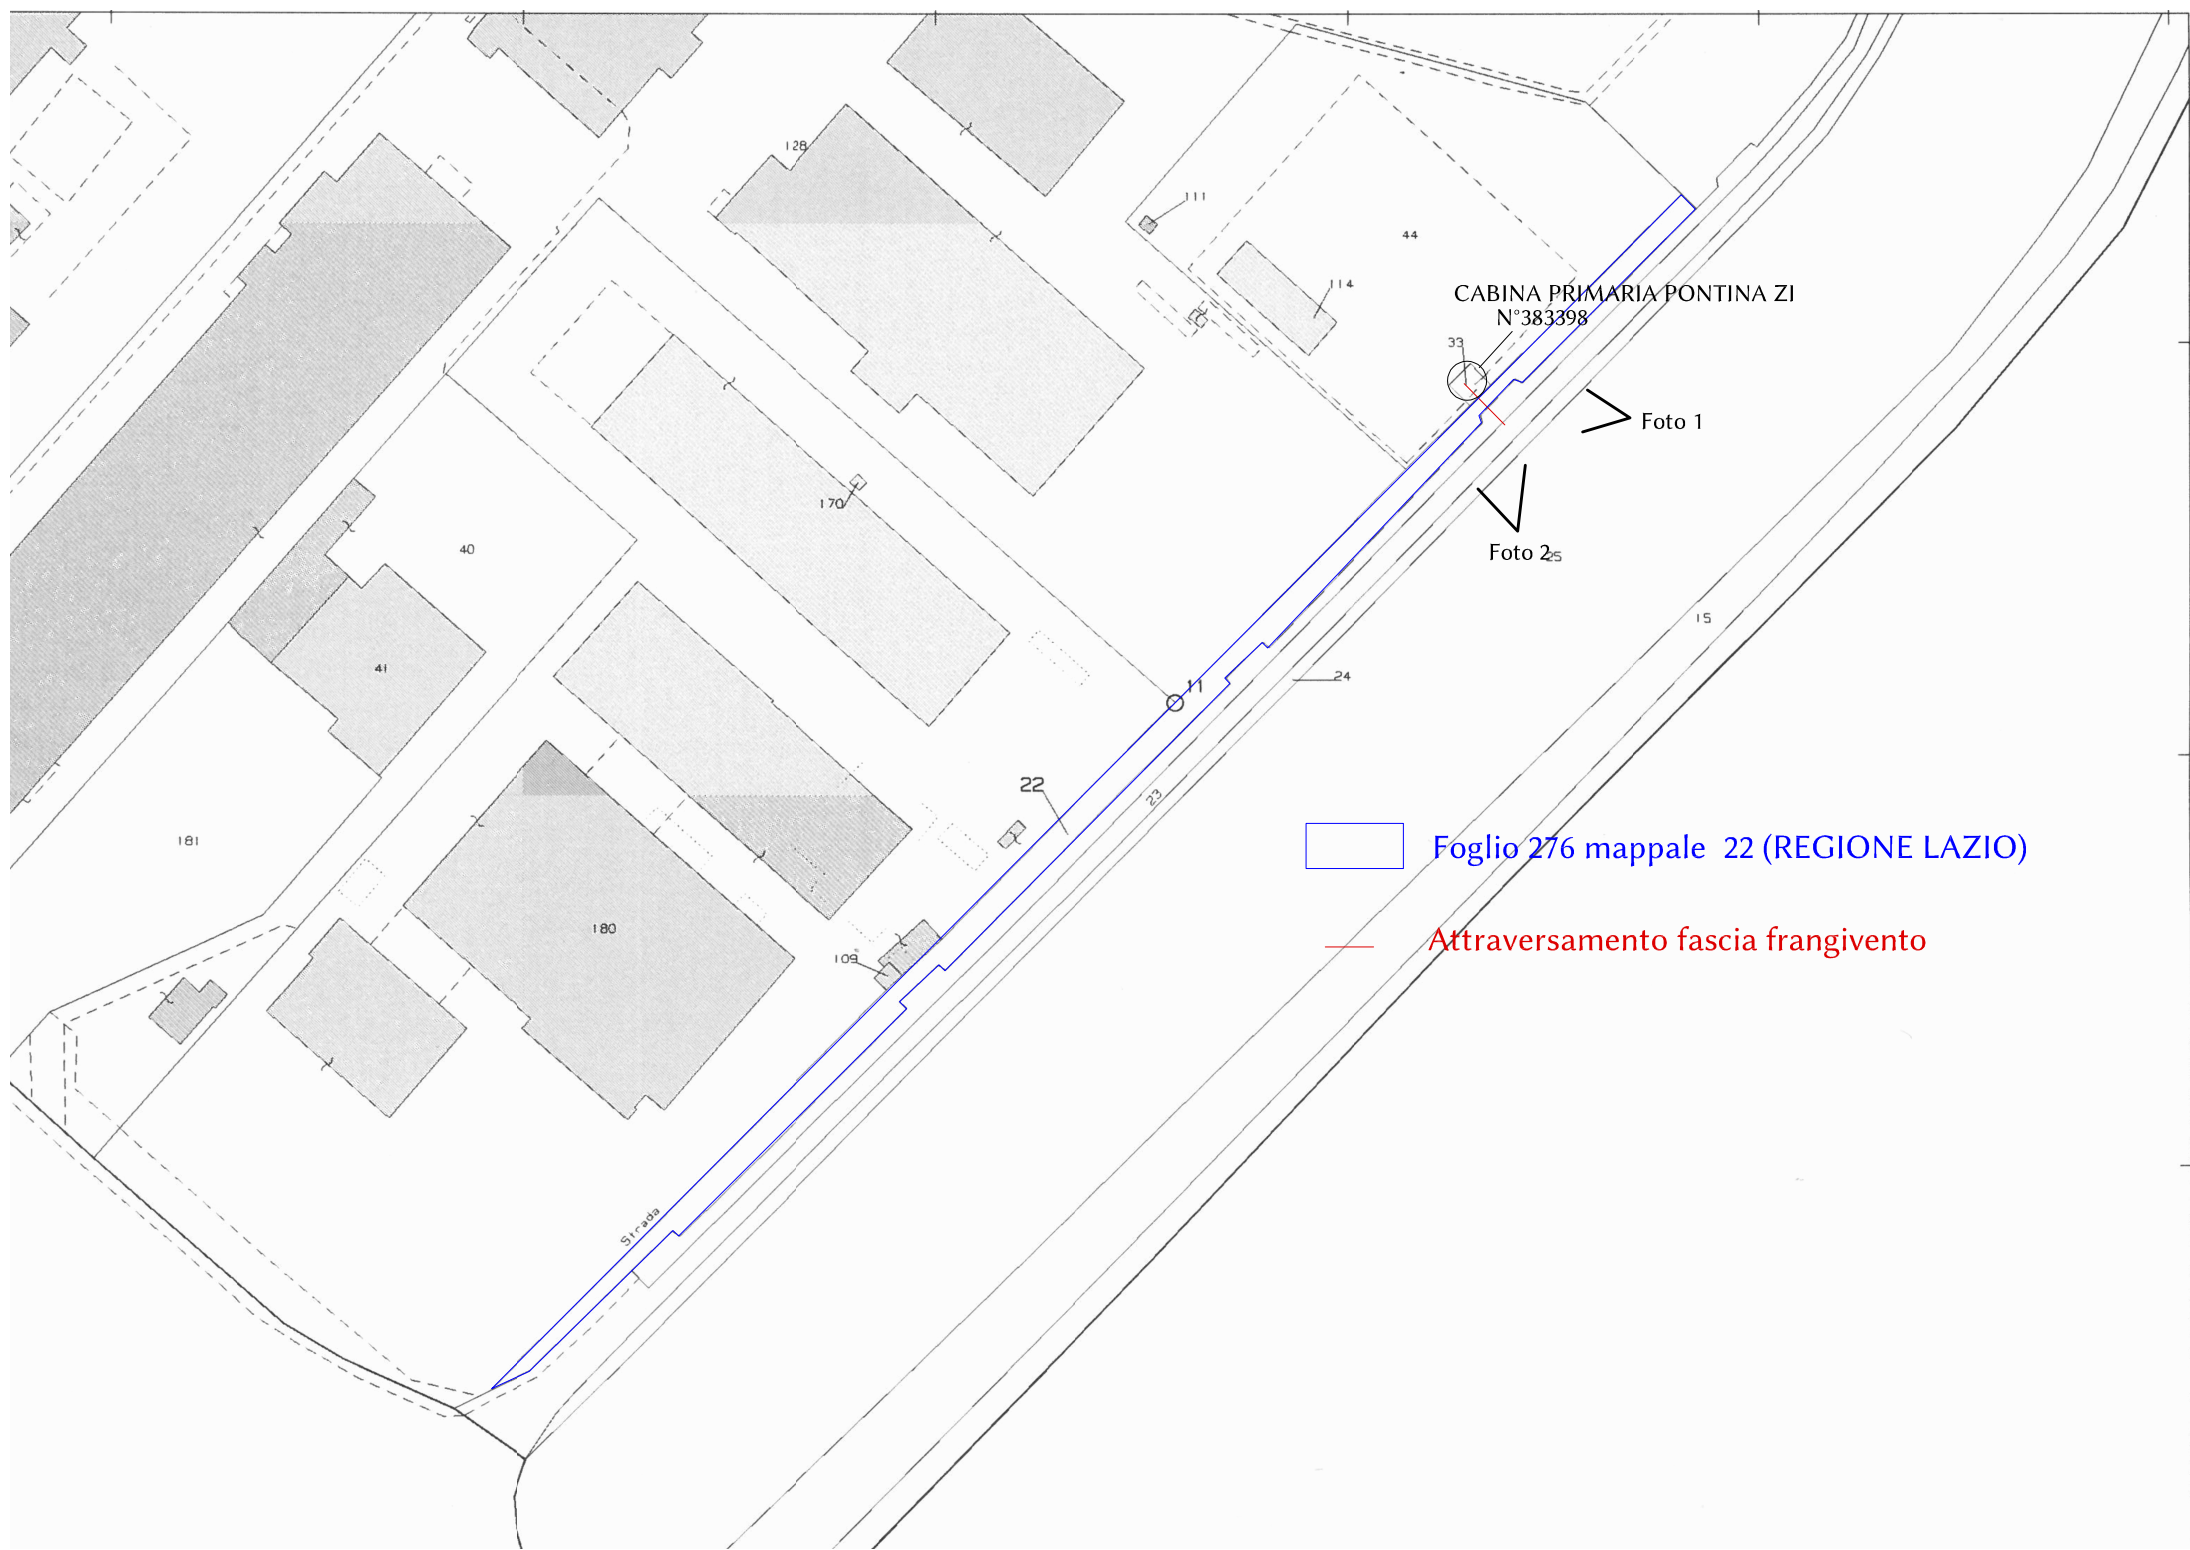 128
111
44
CABINA PRIMARIA PONTINA ZI
N°383398
114
33
Foto 1
170
40
Foto 2
25
15
41
24
11
22
23
181
Foglio 276 mappale 22 (REGIONE LAZIO)
180
Attraversamento fascia frangivento
109
Strada